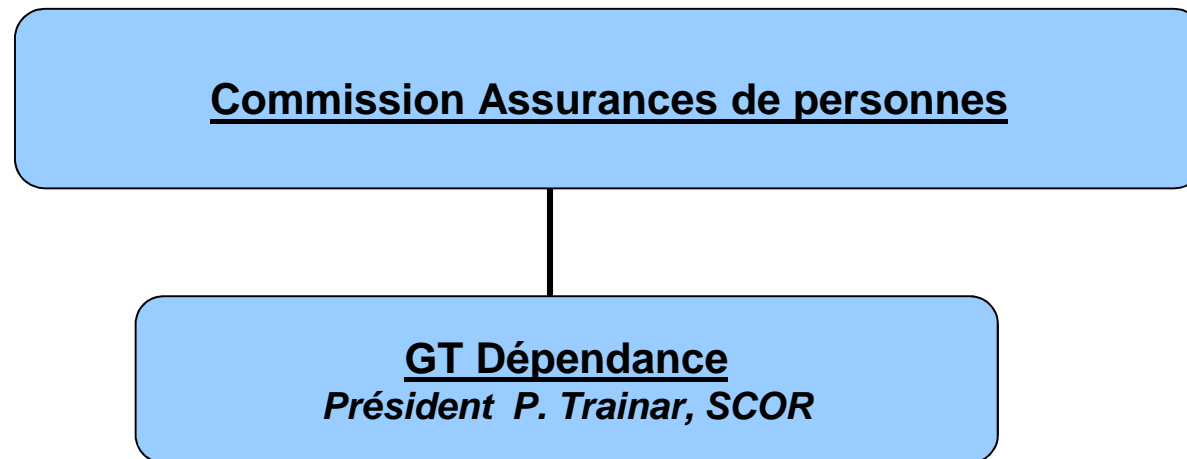 Commission Assurances de personnes
GT Dépendance
Président P. Trainar, SCOR